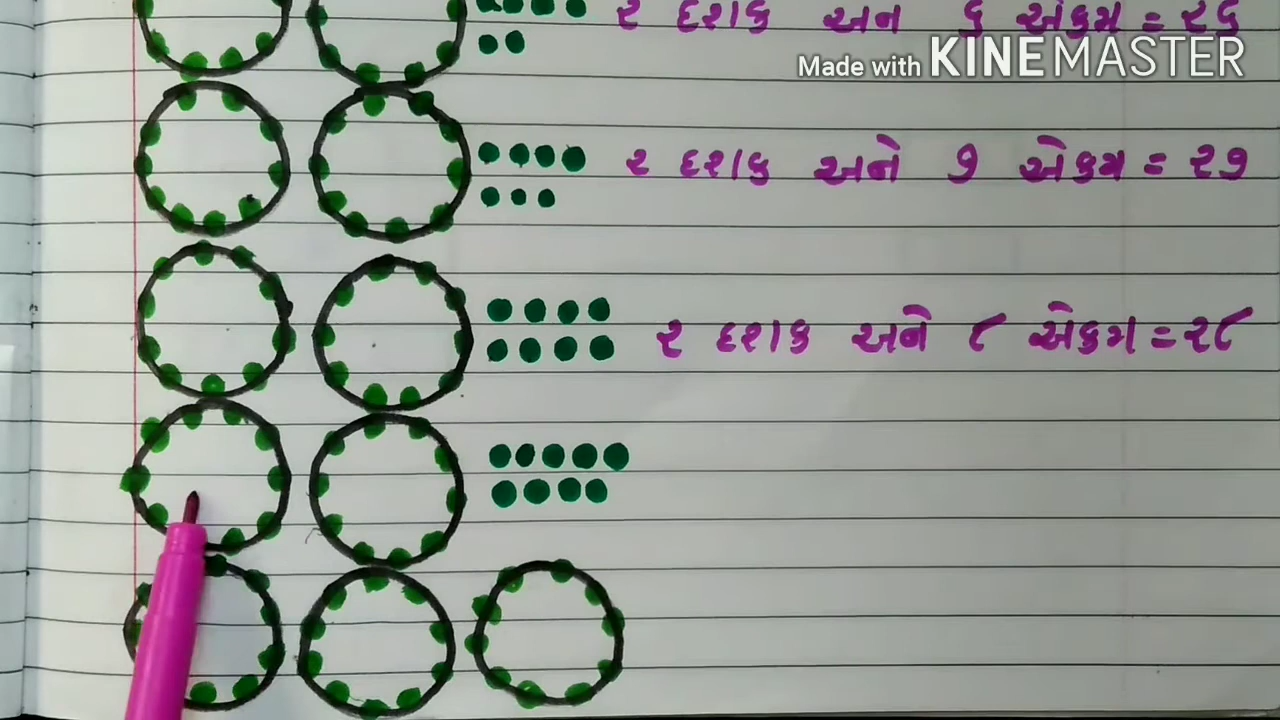 ૨ દશક અન ૬ એકમ = ૨૬
Made with KINEMASTER
૨ દશક અને ૭ એકમ = ૨૭
૨ દશક અને ૮ એકમ = ૨૮